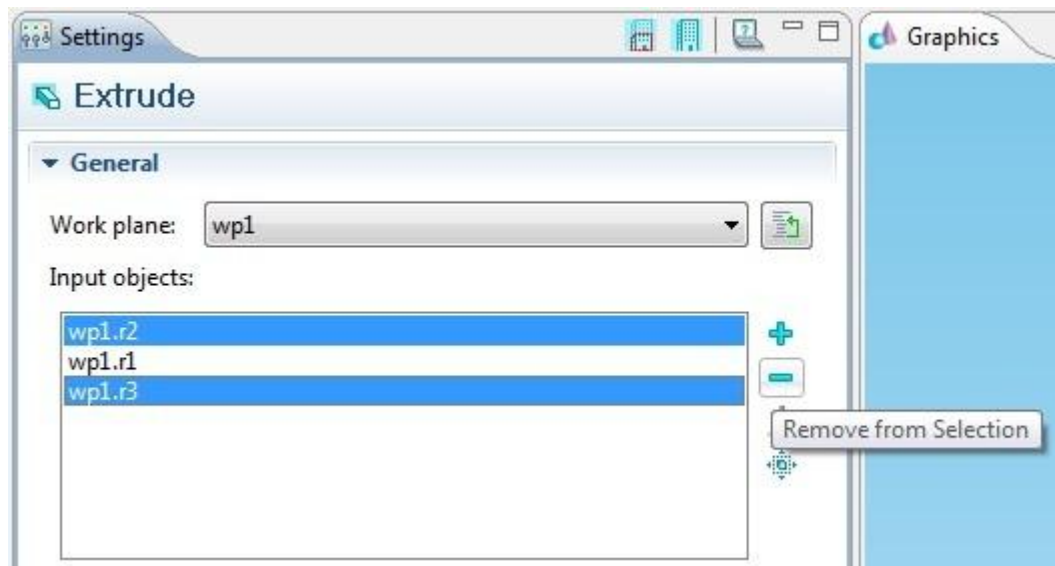 Settings
Graphics
Extrude
General
Work plane:
wp1
Input objects:
wp1.r2
wp1.r1
wp1.r3
Remove from Selection